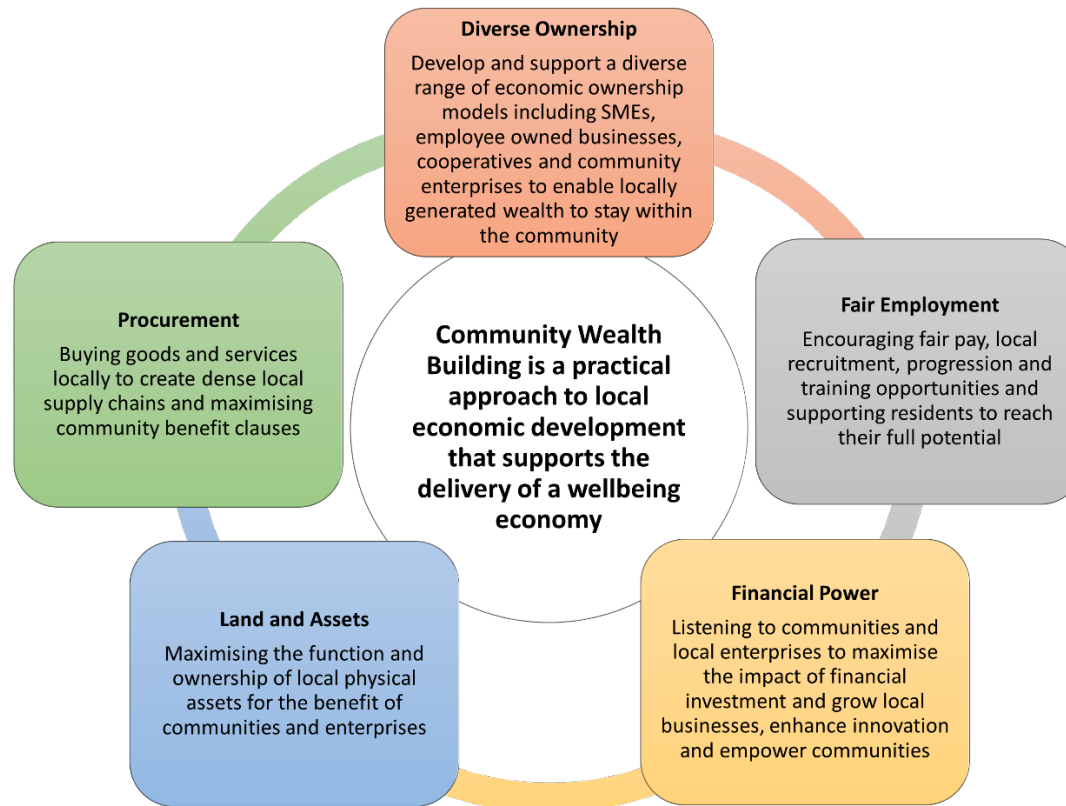 Diverse Ownership
Develop and support a diverse
range of economic ownership
models including SMEs,
employee owned businesses,
cooperatives and community
enterprises to enable locally
generated wealth to stay within
the community
Fair Employment
Encouraging fair pay, local
recruitment, progression and
training opportunities and
supporting residents to reach
their full potential
Financial Power
Listening to communities and
local enterprises to maximise
the impact of financial
investment and grow local
businesses, enhance innovation
and empower communities
Land and Assets
Maximising the function and
ownership of local physical
assets for the benefit of
communities and enterprises
Procurement
Buying goods and services
locally to create dense local
supply chains and maximising
community benefit clauses
Community Wealth
Building is a practical
approach to local
economic development
that supports the
delivery of a wellbeing
economy